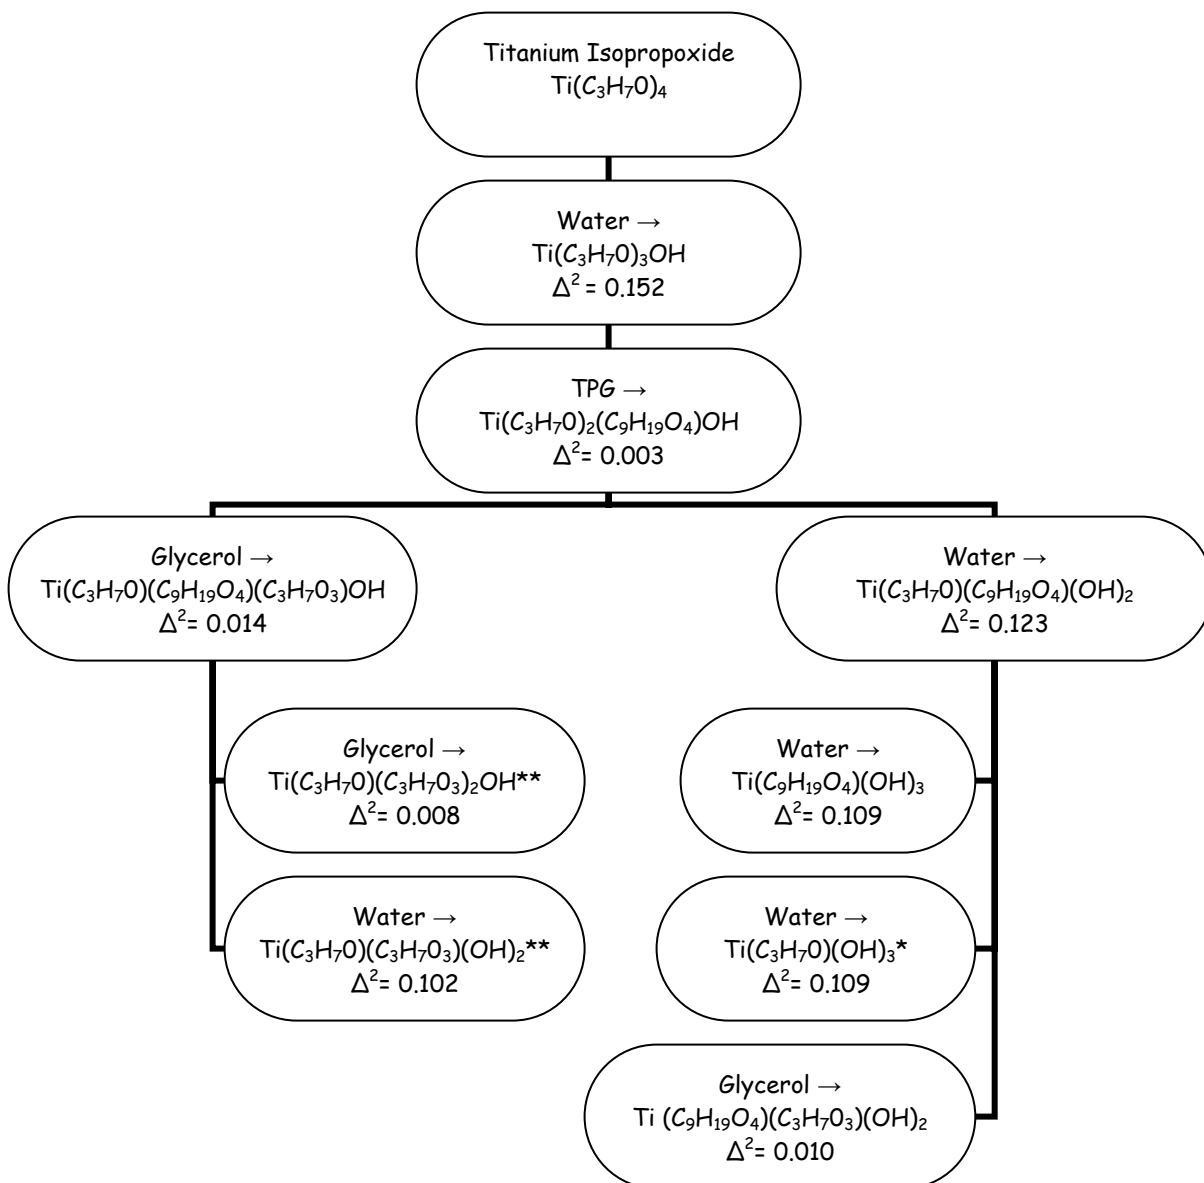 Titanium Isopropoxide
Ti(C₃H₇0)₄
Water →
Ti(C₃H₇0)₃OH
Δ² = 0.152
TPG →
Ti(C₃H₇0)₂(C₉H₁₉O₄)OH
Δ²= 0.003
Glycerol →
Ti(C₃H₇0)(C₉H₁₉O₄)(C₃H₇0₃)OH
Δ²= 0.014
Water →
Ti(C₃H₇0)(C₉H₁₉O₄)(OH)₂
Δ²= 0.123
Glycerol →
Ti(C₃H₇0)(C₃H₇0₃)₂OH**
Δ²= 0.008
Water →
Ti(C₉H₁₉O₄)(OH)₃
Δ²= 0.109
Water →
Ti(C₃H₇0)(C₃H₇0₃)(OH)₂**
Δ²= 0.102
Water →
Ti(C₃H₇0)(OH)₃*
Δ²= 0.109
Glycerol →
Ti (C₉H₁₉O₄)(C₃H₇0₃)(OH)₂
Δ²= 0.010